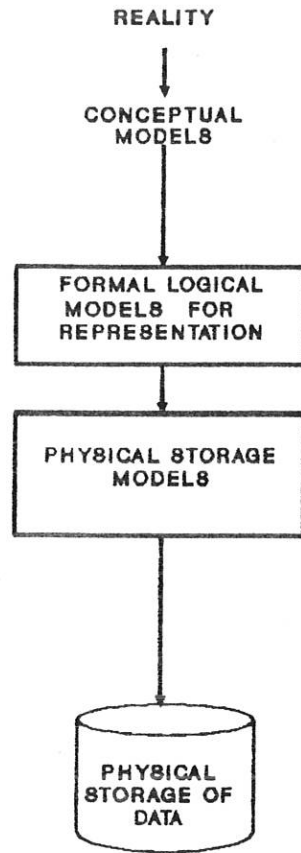 REALITY
CONCEPTUAL
MODELS
FORMAL LOGICAL
MODELS FOR
REPRESENTATION
PHYSICAL STORAGE
MODELS
PHYSICAL
STORAGE OF
DATA